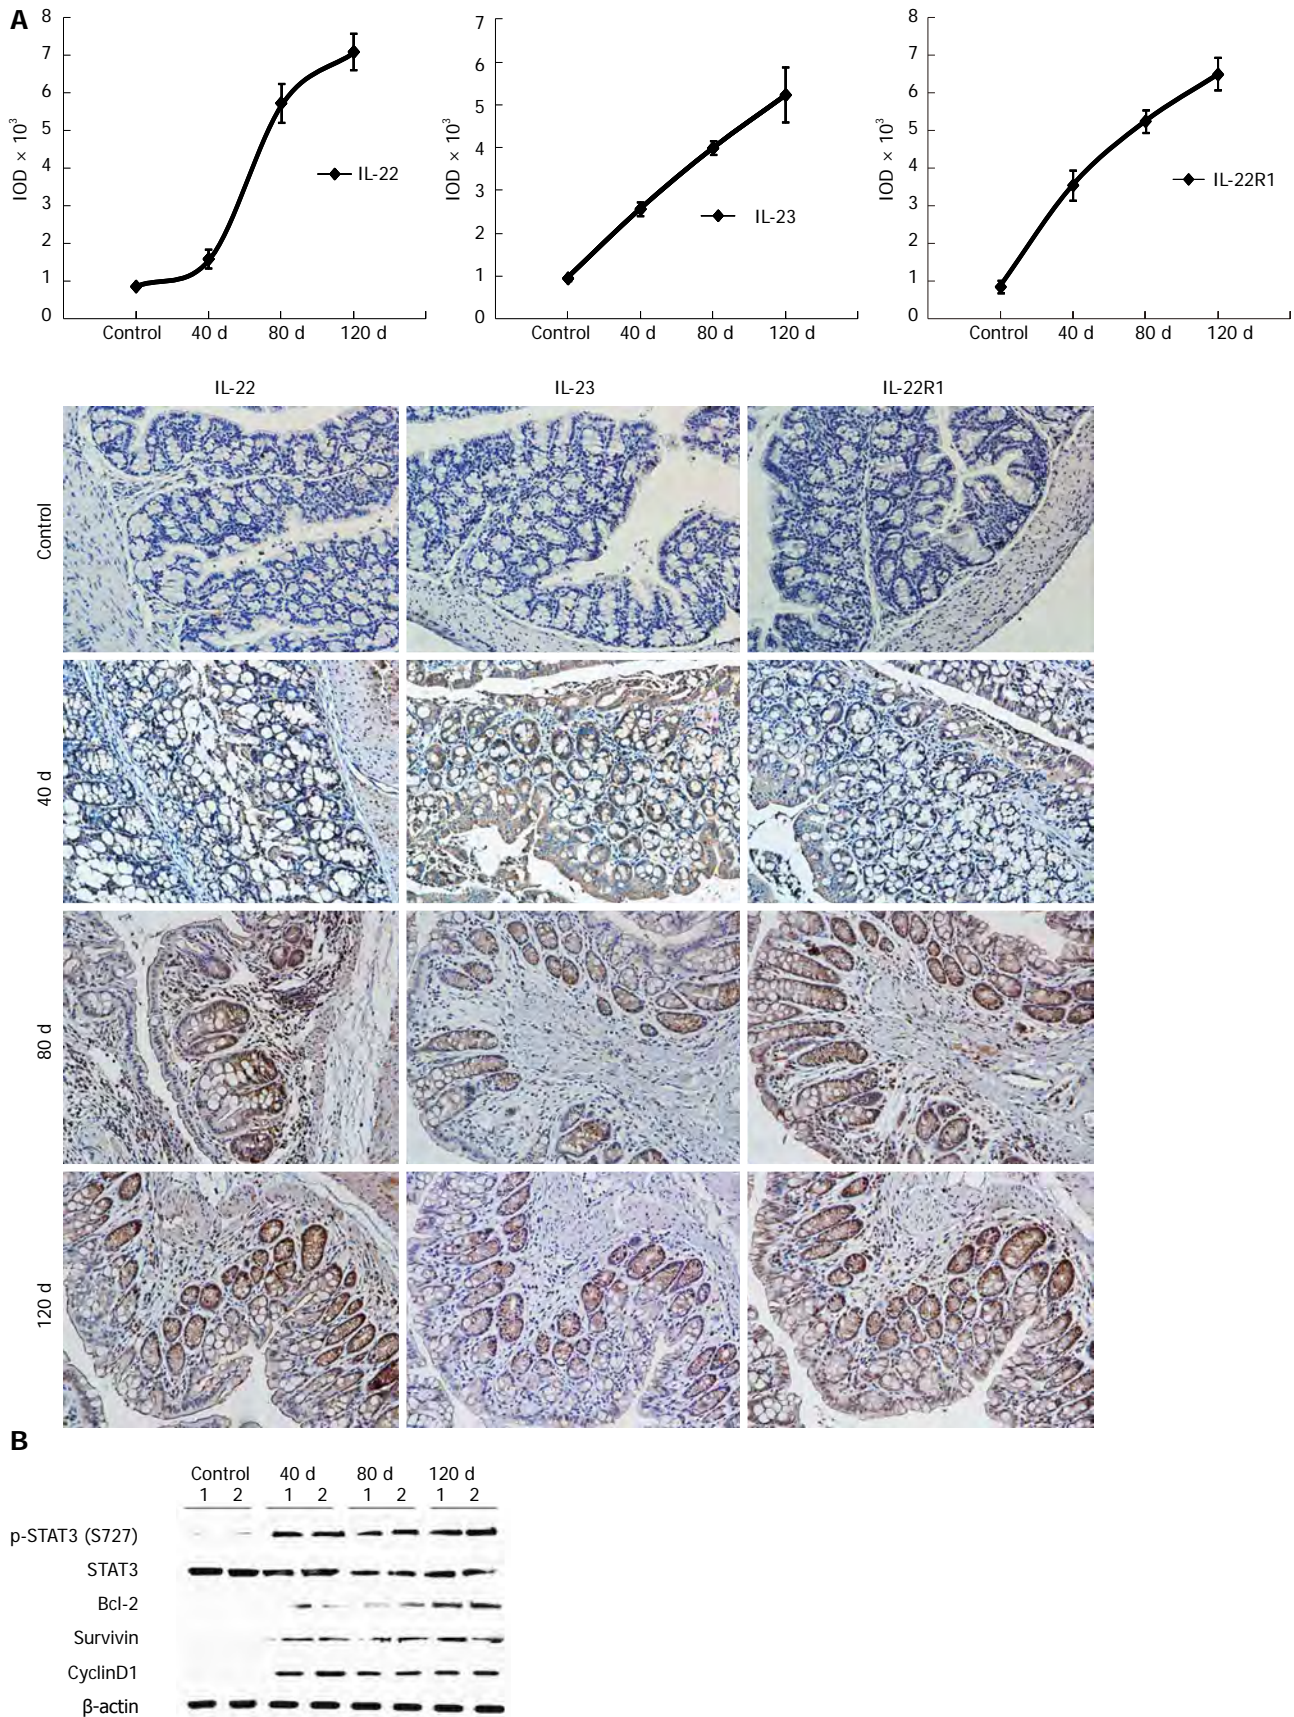 A
8
7
6
5
4
3
2
1
0
IOD × 10³
IL-22
Control 40 d 80 d 120 d
7
6
5
4
3
2
1
0
IOD × 10³
IL-23
Control 40 d 80 d 120 d
8
7
6
5
4
3
2
1
0
IOD × 10³
IL-22R1
Control 40 d 80 d 120 d
IL-22 IL-23 IL-22R1
Control
40 d
80 d
120 d
B
Control 40 d 80 d 120 d
1 2 1 2 1 2 1 2
p-STAT3 (S727)
STAT3
Bcl-2
Survivin
CyclinD1
β-actin